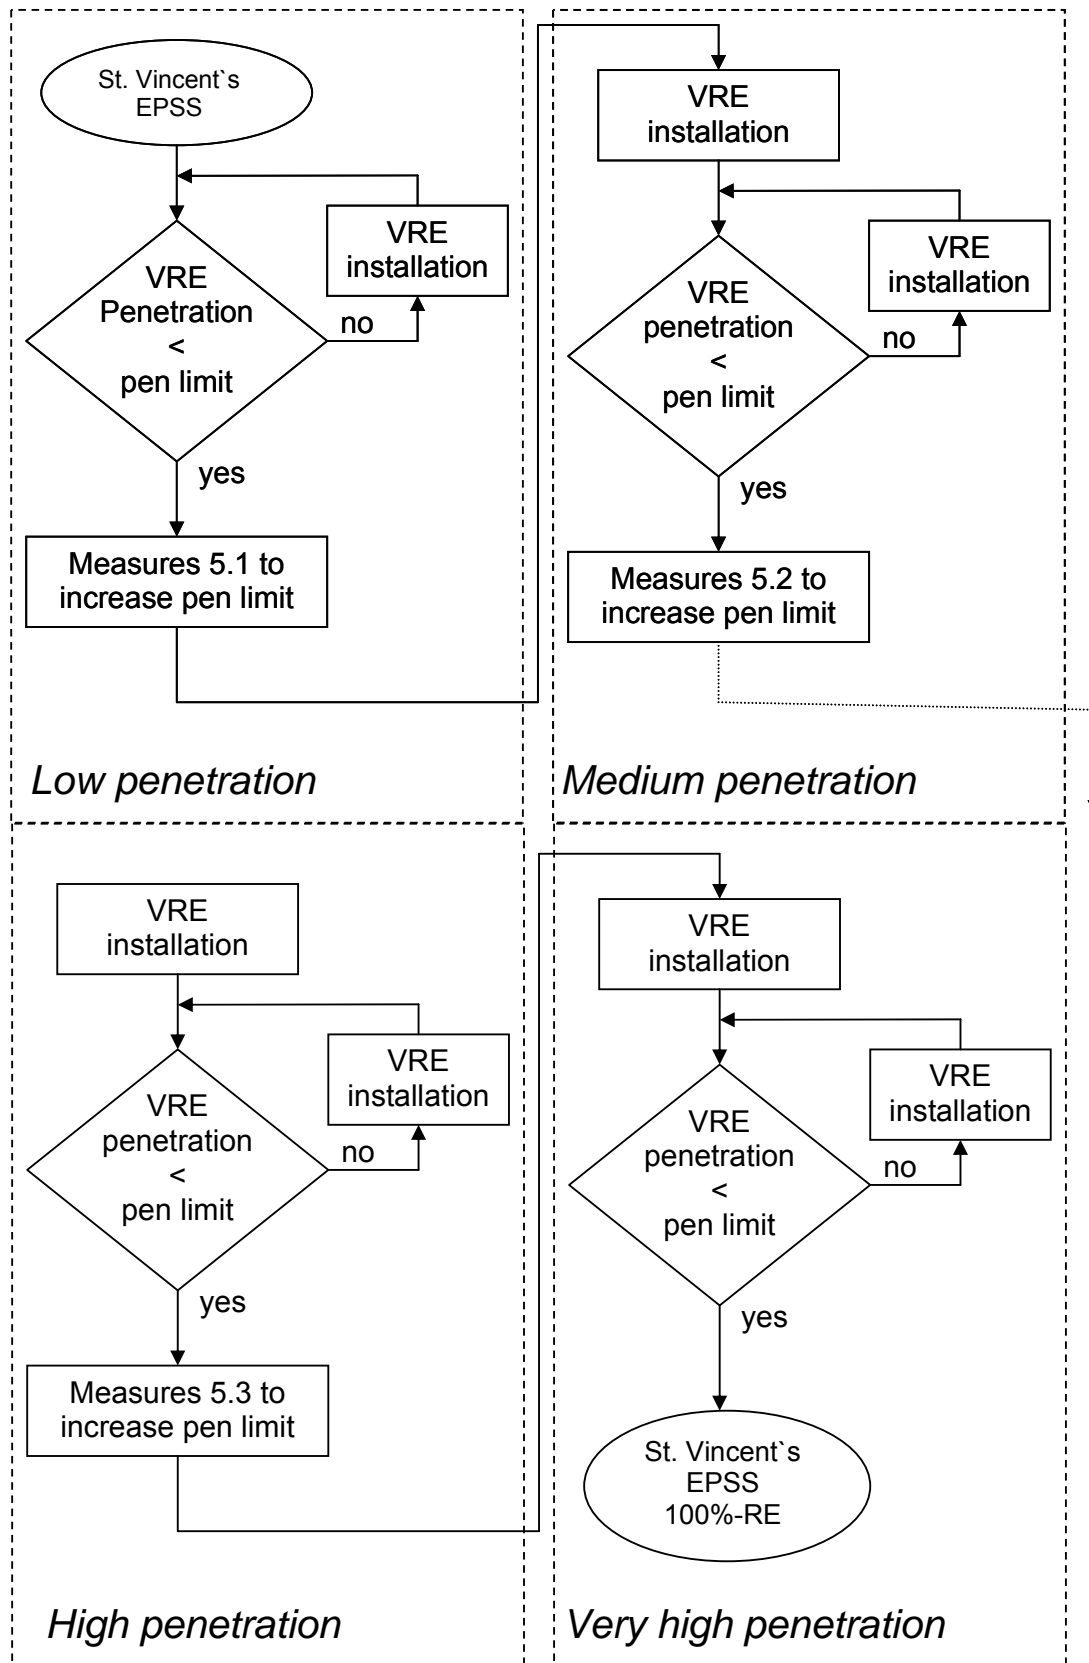 St. Vincent`s
EPSS
VRE
installation
VRE
Penetration
<
pen limit
no
yes
Measures 5.1 to
increase pen limit
Low penetration
VRE
installation
VRE
installation
VRE
penetration
<
pen limit
no
yes
Measures 5.2 to
increase pen limit
Medium penetration
VRE
installation
VRE
installation
VRE
penetration
<
pen limit
no
yes
Measures 5.3 to
increase pen limit
High penetration
VRE
installation
VRE
installation
VRE
penetration
<
pen limit
no
yes
St. Vincent`s
EPSS
100%-RE
Very high penetration